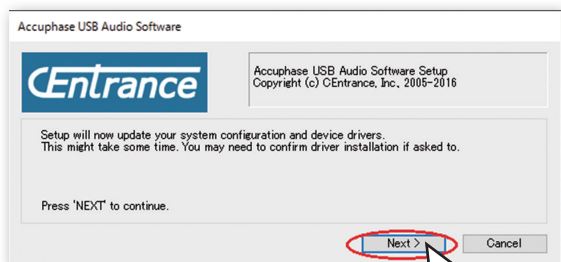 Accuphase USB Audio Software
CEntrance
Accuphase USB Audio Software Setup
Copyright (c) CEntrance, Inc., 2005-2016
Setup will now update your system configuration and device drivers.
This might take some time. You may need to confirm driver installation if asked to.
Press 'NEXT' to continue.
Next >
Cancel